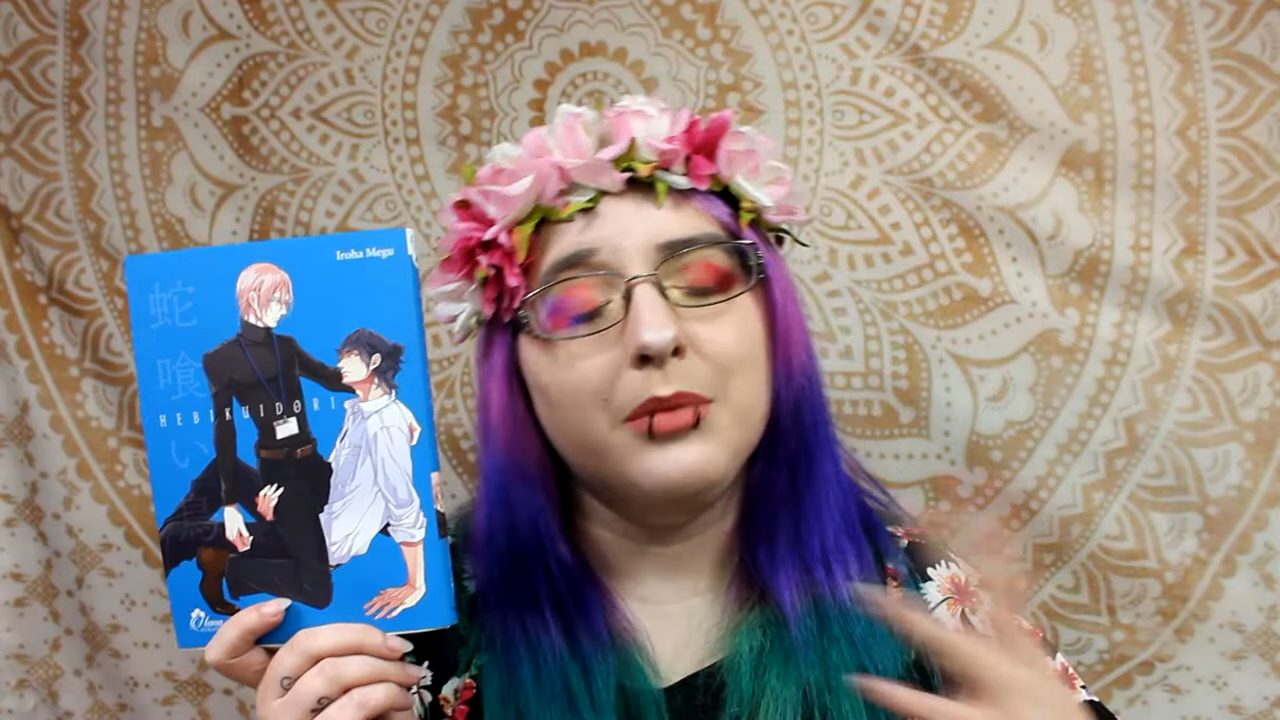 Iroha Megu
蛇
喰
い
HEBIKUIDORI